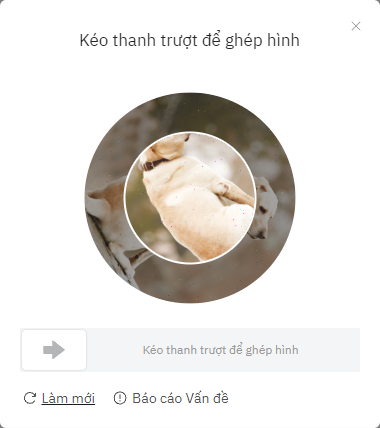 Kéo thanh trượt để ghép hình
Kéo thanh trượt để ghép hình
Làm mới
Báo cáo Vấn đề